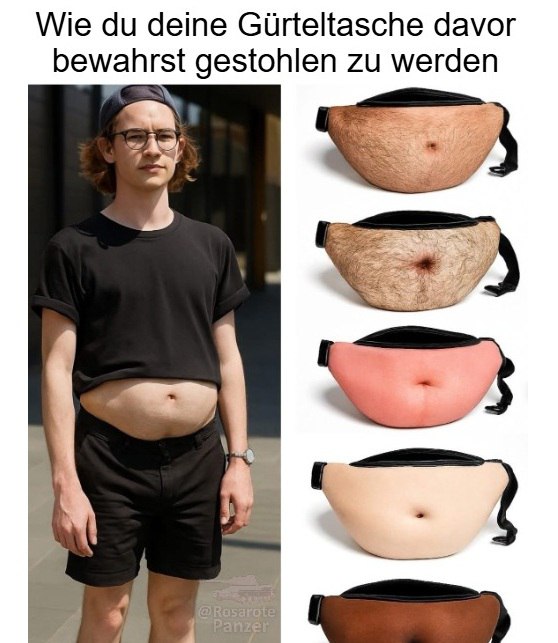 Wie du deine Gürteltasche davor
bewahrst gestohlen zu werden
@Rosarote
Panzer